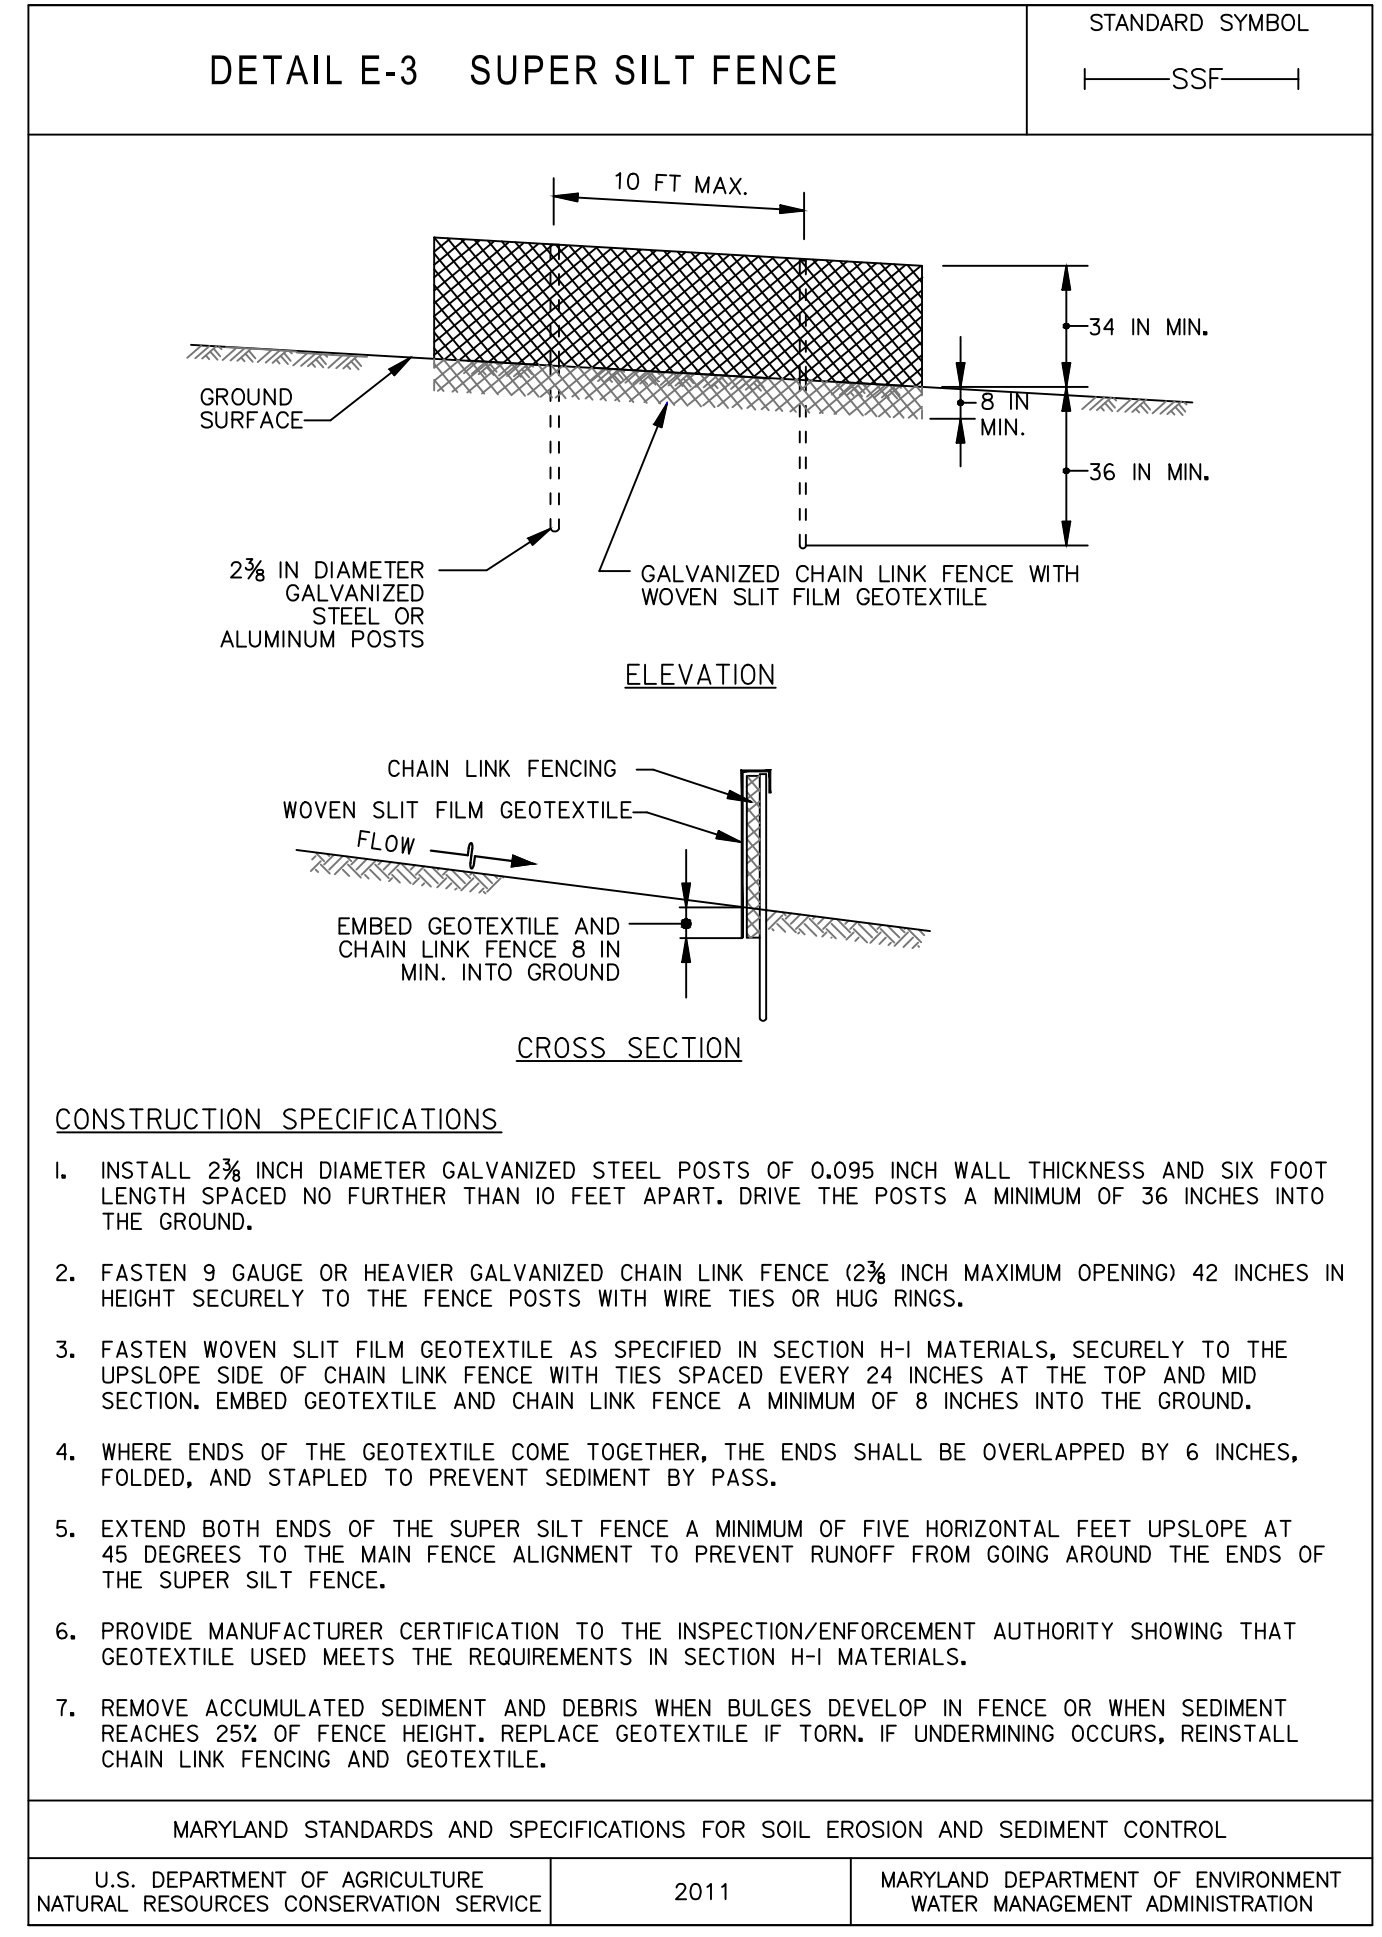 DETAIL E-3 SUPER SILT FENCE
STANDARD SYMBOL
SSF
10 FT MAX.
34 IN MIN.
GROUND
SURFACE
8 IN
MIN.
36 IN MIN.
2⅜ IN DIAMETER
GALVANIZED
STEEL OR
ALUMINUM POSTS
GALVANIZED CHAIN LINK FENCE WITH
WOVEN SLIT FILM GEOTEXTILE
ELEVATION
CHAIN LINK FENCING
WOVEN SLIT FILM GEOTEXTILE
FLOW
EMBED GEOTEXTILE AND
CHAIN LINK FENCE 8 IN
MIN. INTO GROUND
CROSS SECTION
CONSTRUCTION SPECIFICATIONS
1. INSTALL 2⅜ INCH DIAMETER GALVANIZED STEEL POSTS OF 0.095 INCH WALL THICKNESS AND SIX FOOT
LENGTH SPACED NO FURTHER THAN 10 FEET APART. DRIVE THE POSTS A MINIMUM OF 36 INCHES INTO
THE GROUND.
2. FASTEN 9 GAUGE OR HEAVIER GALVANIZED CHAIN LINK FENCE (2⅜ INCH MAXIMUM OPENING) 42 INCHES IN
HEIGHT SECURELY TO THE FENCE POSTS WITH WIRE TIES OR HUG RINGS.
3. FASTEN WOVEN SLIT FILM GEOTEXTILE AS SPECIFIED IN SECTION H-1 MATERIALS, SECURELY TO THE
UPSLOPE SIDE OF CHAIN LINK FENCE WITH TIES SPACED EVERY 24 INCHES AT THE TOP AND MID
SECTION. EMBED GEOTEXTILE AND CHAIN LINK FENCE A MINIMUM OF 8 INCHES INTO THE GROUND.
4. WHERE ENDS OF THE GEOTEXTILE COME TOGETHER, THE ENDS SHALL BE OVERLAPPED BY 6 INCHES,
FOLDED, AND STAPLED TO PREVENT SEDIMENT BY PASS.
5. EXTEND BOTH ENDS OF THE SUPER SILT FENCE A MINIMUM OF FIVE HORIZONTAL FEET UPSLOPE AT
45 DEGREES TO THE MAIN FENCE ALIGNMENT TO PREVENT RUNOFF FROM GOING AROUND THE ENDS OF
THE SUPER SILT FENCE.
6. PROVIDE MANUFACTURER CERTIFICATION TO THE INSPECTION/ENFORCEMENT AUTHORITY SHOWING THAT
GEOTEXTILE USED MEETS THE REQUIREMENTS IN SECTION H-1 MATERIALS.
7. REMOVE ACCUMULATED SEDIMENT AND DEBRIS WHEN BULGES DEVELOP IN FENCE OR WHEN SEDIMENT
REACHES 25% OF FENCE HEIGHT. REPLACE GEOTEXTILE IF TORN. IF UNDERMINING OCCURS, REINSTALL
CHAIN LINK FENCING AND GEOTEXTILE.
MARYLAND STANDARDS AND SPECIFICATIONS FOR SOIL EROSION AND SEDIMENT CONTROL
U.S. DEPARTMENT OF AGRICULTURE
NATURAL RESOURCES CONSERVATION SERVICE
2011
MARYLAND DEPARTMENT OF ENVIRONMENT
WATER MANAGEMENT ADMINISTRATION